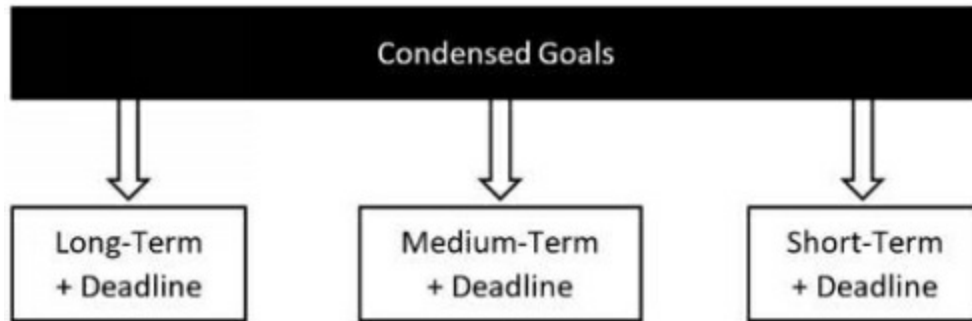 Condensed Goals
Long-Term
+ Deadline
Medium-Term
+ Deadline
Short-Term
+ Deadline